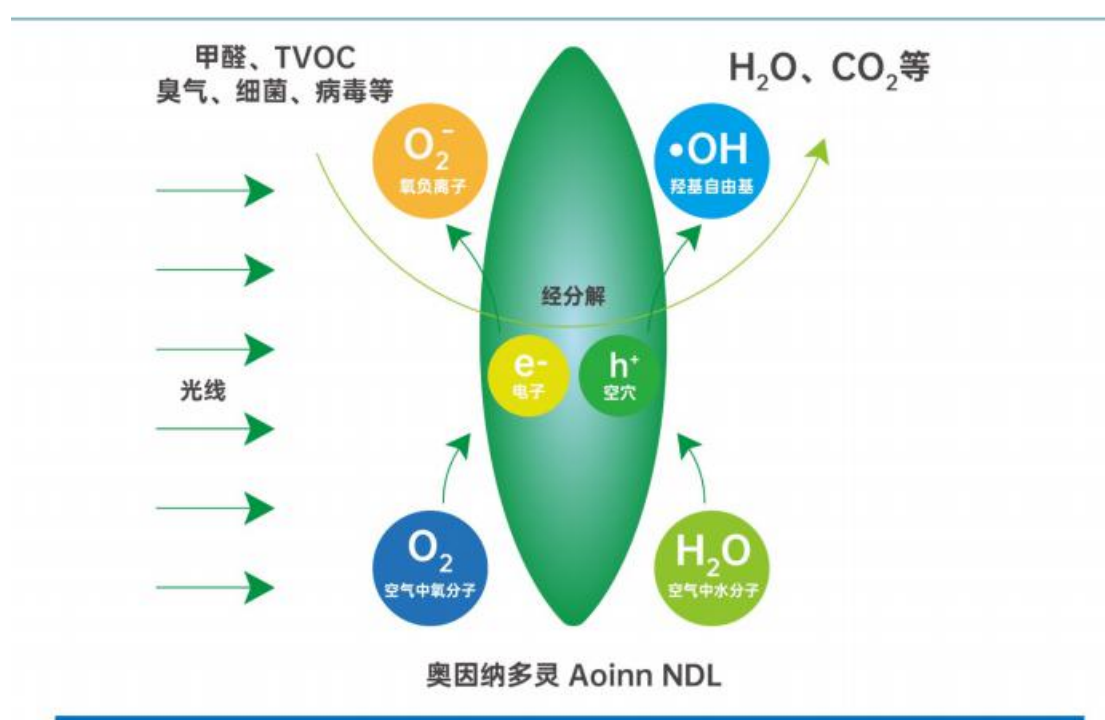 甲醛、TVOC
臭气、细菌、病毒等
H₂O、CO₂等
O₂⁻
氧负离子
•OH
羟基自由基
经分解
e-
电子
h⁺
空穴
光线
O₂
空气中氧分子
H₂O
空气中水分子
奥因纳多灵 Aoinn NDL